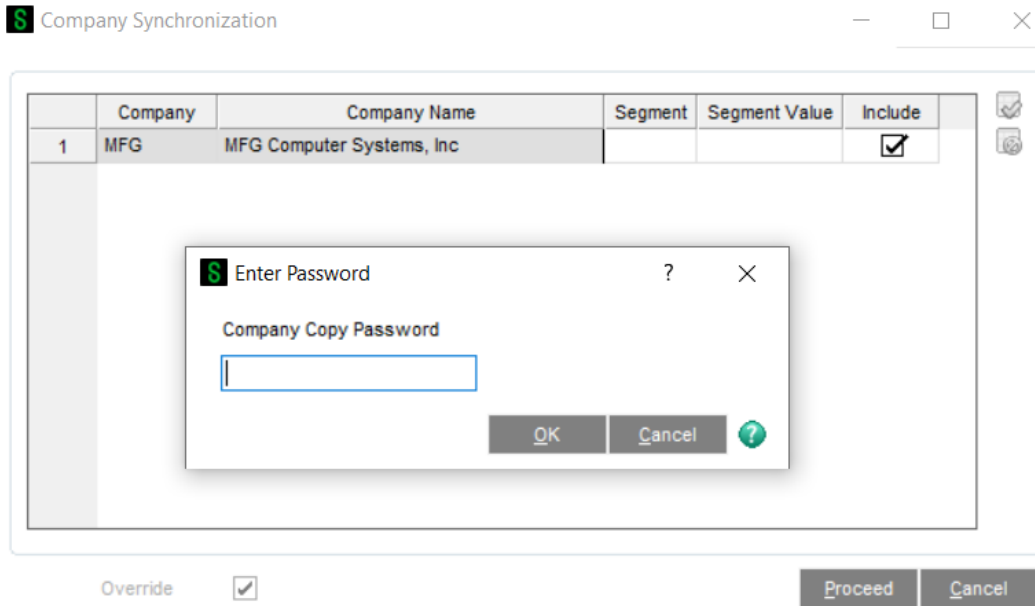 Company Synchronization
Company Company Name Segment Segment Value Include
1 MFG MFG Computer Systems, Inc
Enter Password ?
Company Copy Password
OK Cancel ?
Override Proceed Cancel